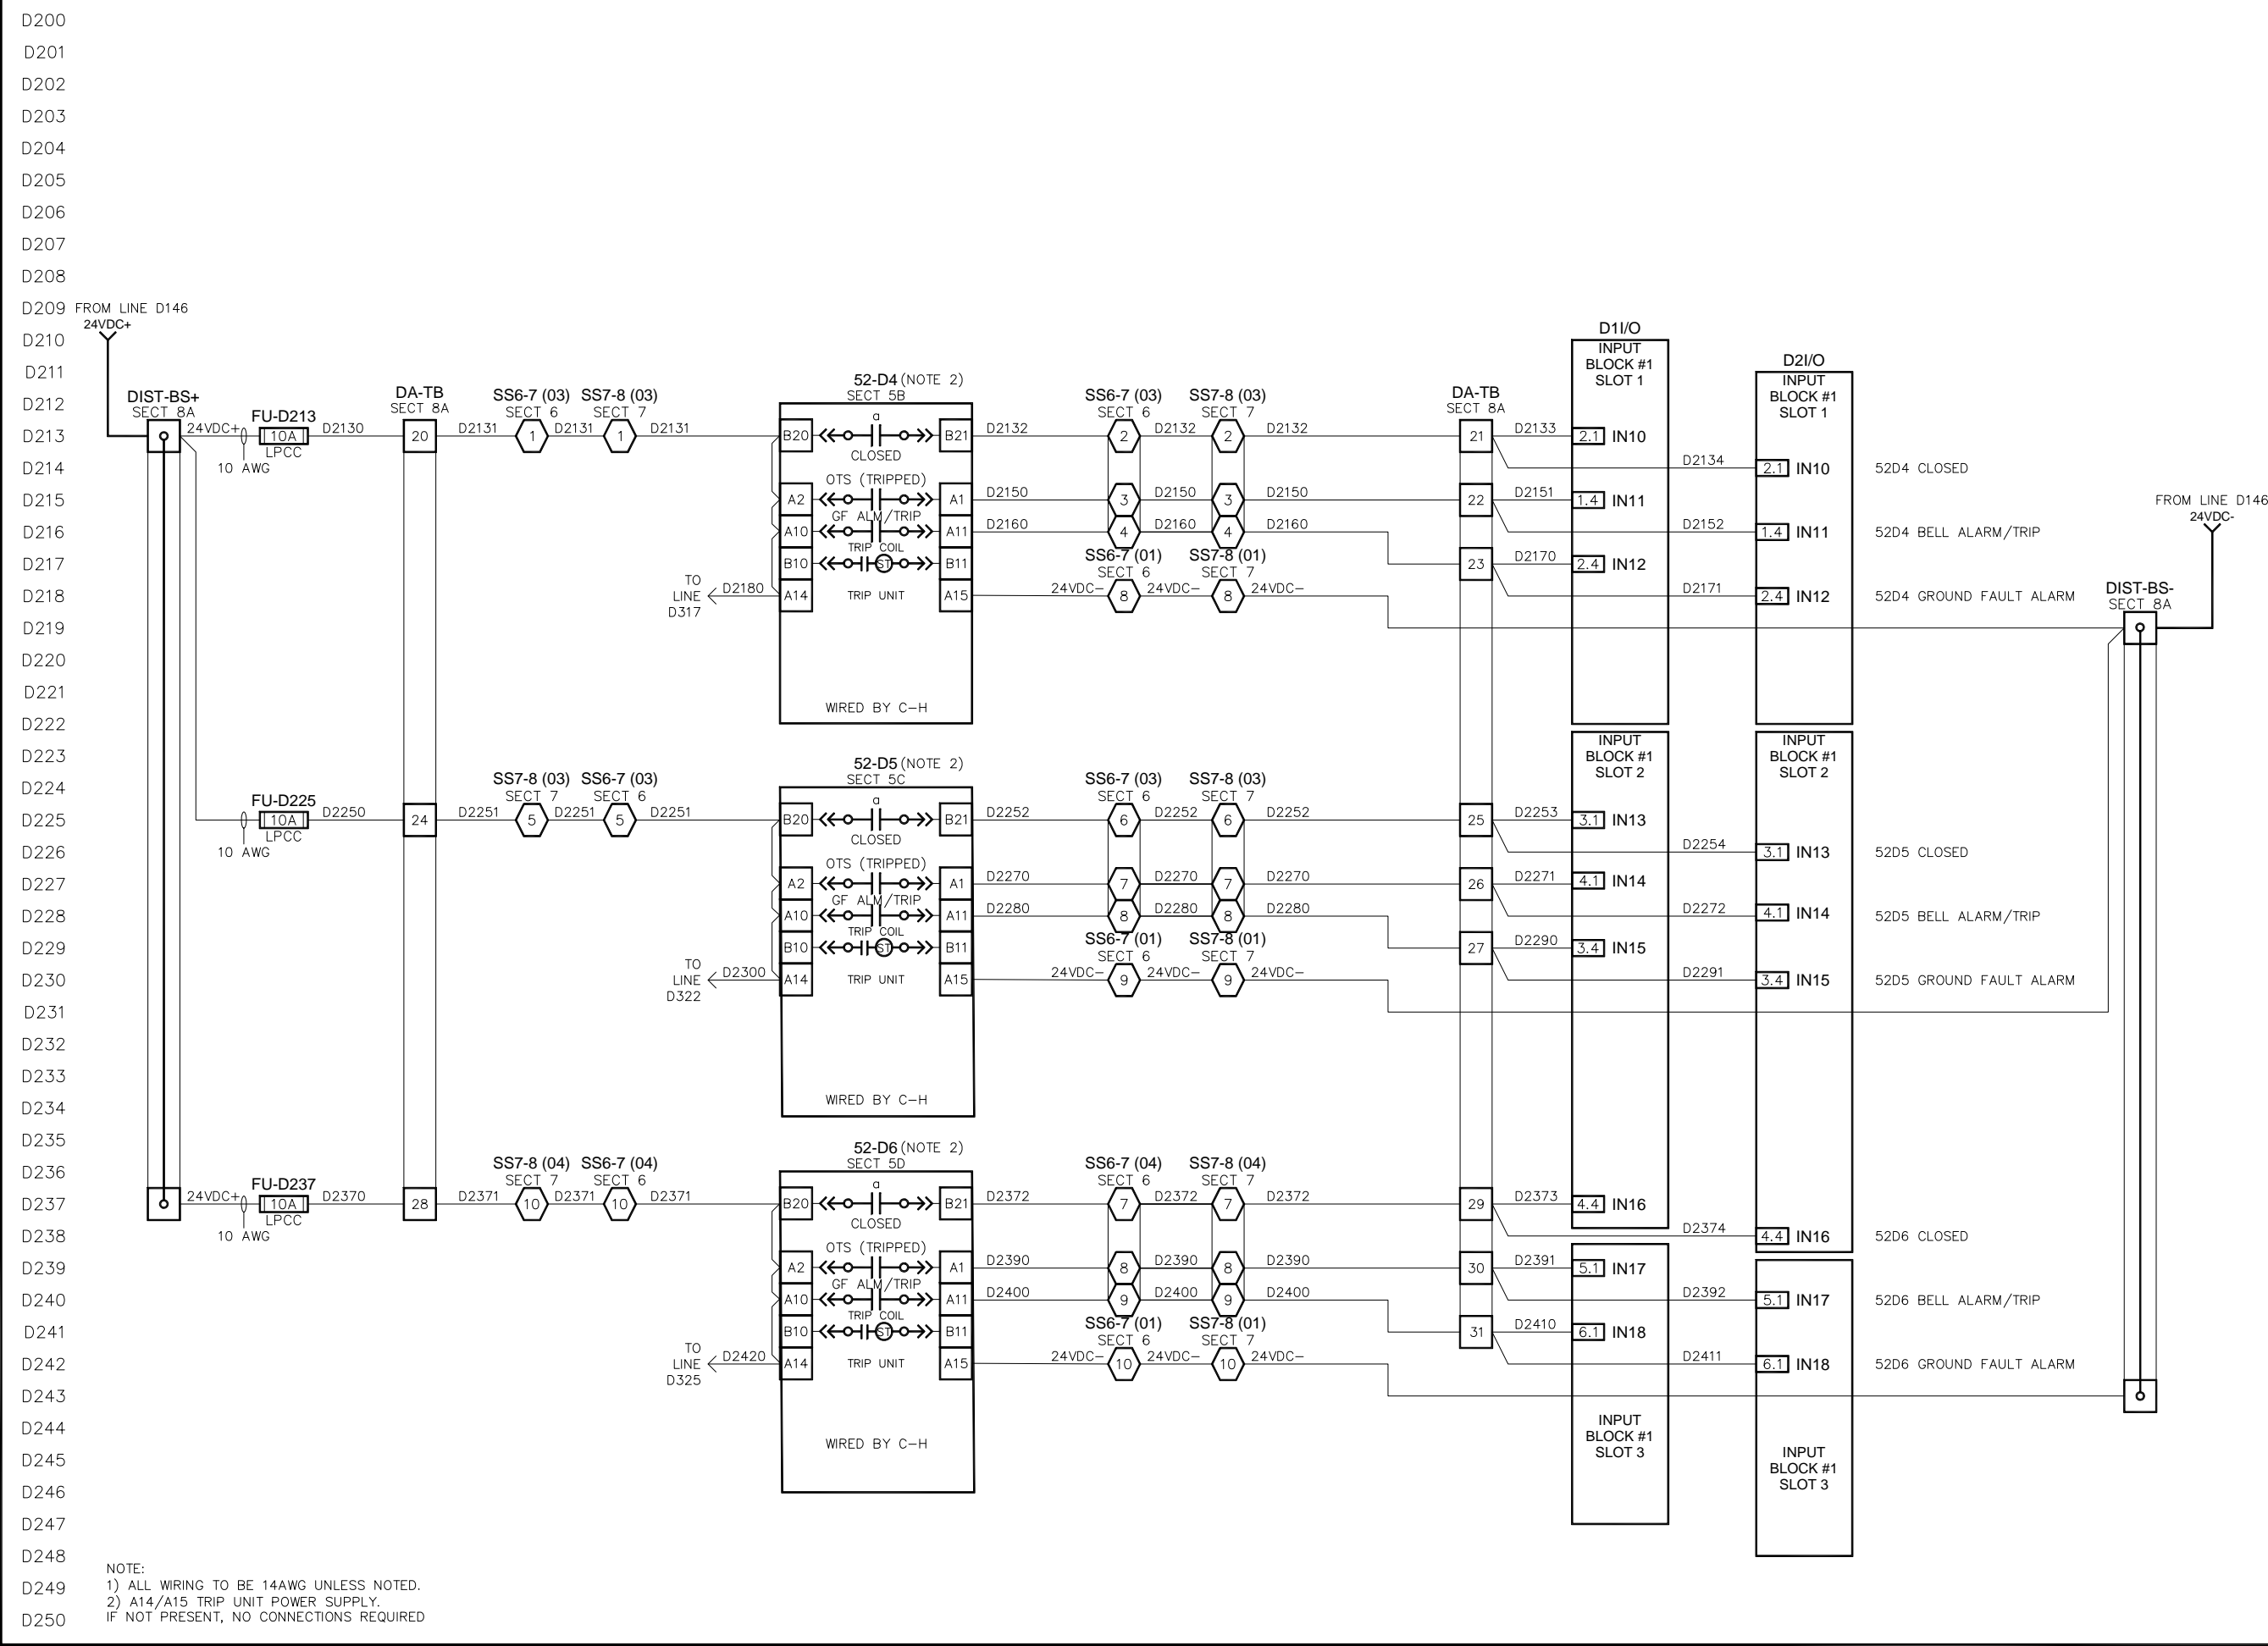 D200
D201
D202
D203
D204
D205
D206
D207
D208
D209 FROM LINE D146
24VDC+
D210 D1I/O
INPUT
BLOCK #1
SLOT 1
D211 D2I/O
INPUT
BLOCK #1
SLOT 1
D212 DIST-BS+ DA-TB SS6-7 (03) SS7-8 (03) 52-D4 (NOTE 2) SS6-7 (03) SS7-8 (03) DA-TB
SECT 8A FU-D213 SECT 8A SECT 6 SECT 7 SECT 5B SECT 6 SECT 7 SECT 8A
D213 24VDC+ 10A D2130 20 D2131 1 D2131 1 D2131 B20 a B21 D2132 2 D2132 2 D2132 21 D2133 2.1 IN10
LPCC CLOSED
D214 10 AWG D2134 2.1 IN10 52D4 CLOSED
OTS (TRIPPED)
D215 A2 A1 D2150 3 D2150 3 D2150 22 D2151 1.4 IN11 FROM LINE D146
GF ALM/TRIP 24VDC-
D216 A10 A11 D2160 4 D2160 4 D2160 D2152 1.4 IN11 52D4 BELL ALARM/TRIP
TRIP COIL SS6-7 (01) SS7-8 (01)
D217 B10 ST B11 SECT 6 SECT 7 23 D2170 2.4 IN12
D218 TO
LINE
D317 D2180 A14 TRIP UNIT A15 24VDC- 8 24VDC- 8 24VDC- D2171 2.4 IN12 52D4 GROUND FAULT ALARM DIST-BS-
SECT 8A
D219
D220
D221
D222 WIRED BY C-H
D223 INPUT
BLOCK #1
SLOT 2 INPUT
BLOCK #1
SLOT 2
D224 SS7-8 (03) SS6-7 (03) 52-D5 (NOTE 2) SS6-7 (03) SS7-8 (03)
FU-D225 SECT 7 SECT 6 SECT 5C SECT 6 SECT 7
D225 10A D2250 24 D2251 5 D2251 5 D2251 B20 a B21 D2252 6 D2252 6 D2252 25 D2253 3.1 IN13
LPCC CLOSED
D226 10 AWG D2254 3.1 IN13 52D5 CLOSED
OTS (TRIPPED)
D227 A2 A1 D2270 7 D2270 7 D2270 26 D2271 4.1 IN14
GF ALM/TRIP
D228 A10 A11 D2280 8 D2280 8 D2280 D2272 4.1 IN14 52D5 BELL ALARM/TRIP
TRIP COIL SS6-7 (01) SS7-8 (01)
D229 B10 ST B11 SECT 6 SECT 7 27 D2290 3.4 IN15
D230 TO
LINE
D322 D2300 A14 TRIP UNIT A15 24VDC- 9 24VDC- 9 24VDC- D2291 3.4 IN15 52D5 GROUND FAULT ALARM
D231
D232
D233
D234 WIRED BY C-H
D235
D236 SS7-8 (04) SS6-7 (04) 52-D6 (NOTE 2) SS6-7 (04) SS7-8 (04)
FU-D237 SECT 7 SECT 6 SECT 5D SECT 6 SECT 7
D237 24VDC+ 10A D2370 28 D2371 10 D2371 10 D2371 B20 a B21 D2372 7 D2372 7 D2372 29 D2373 4.4 IN16
LPCC CLOSED
D238 10 AWG D2374 4.4 IN16 52D6 CLOSED
OTS (TRIPPED)
D239 A2 A1 D2390 8 D2390 8 D2390 30 D2391 5.1 IN17
GF ALM/TRIP
D240 A10 A11 D2400 9 D2400 9 D2400 D2392 5.1 IN17 52D6 BELL ALARM/TRIP
TRIP COIL SS6-7 (01) SS7-8 (01)
D241 B10 ST B11 SECT 6 SECT 7 31 D2410 6.1 IN18
D242 TO
LINE
D325 D2420 A14 TRIP UNIT A15 24VDC- 10 24VDC- 10 24VDC- D2411 6.1 IN18 52D6 GROUND FAULT ALARM
D243
D244 WIRED BY C-H INPUT
BLOCK #1
SLOT 3
D245 INPUT
BLOCK #1
SLOT 3
D246
D247
D248
NOTE:
D249 1) ALL WIRING TO BE 14AWG UNLESS NOTED.
2) A14/A15 TRIP UNIT POWER SUPPLY.
D250 IF NOT PRESENT, NO CONNECTIONS REQUIRED